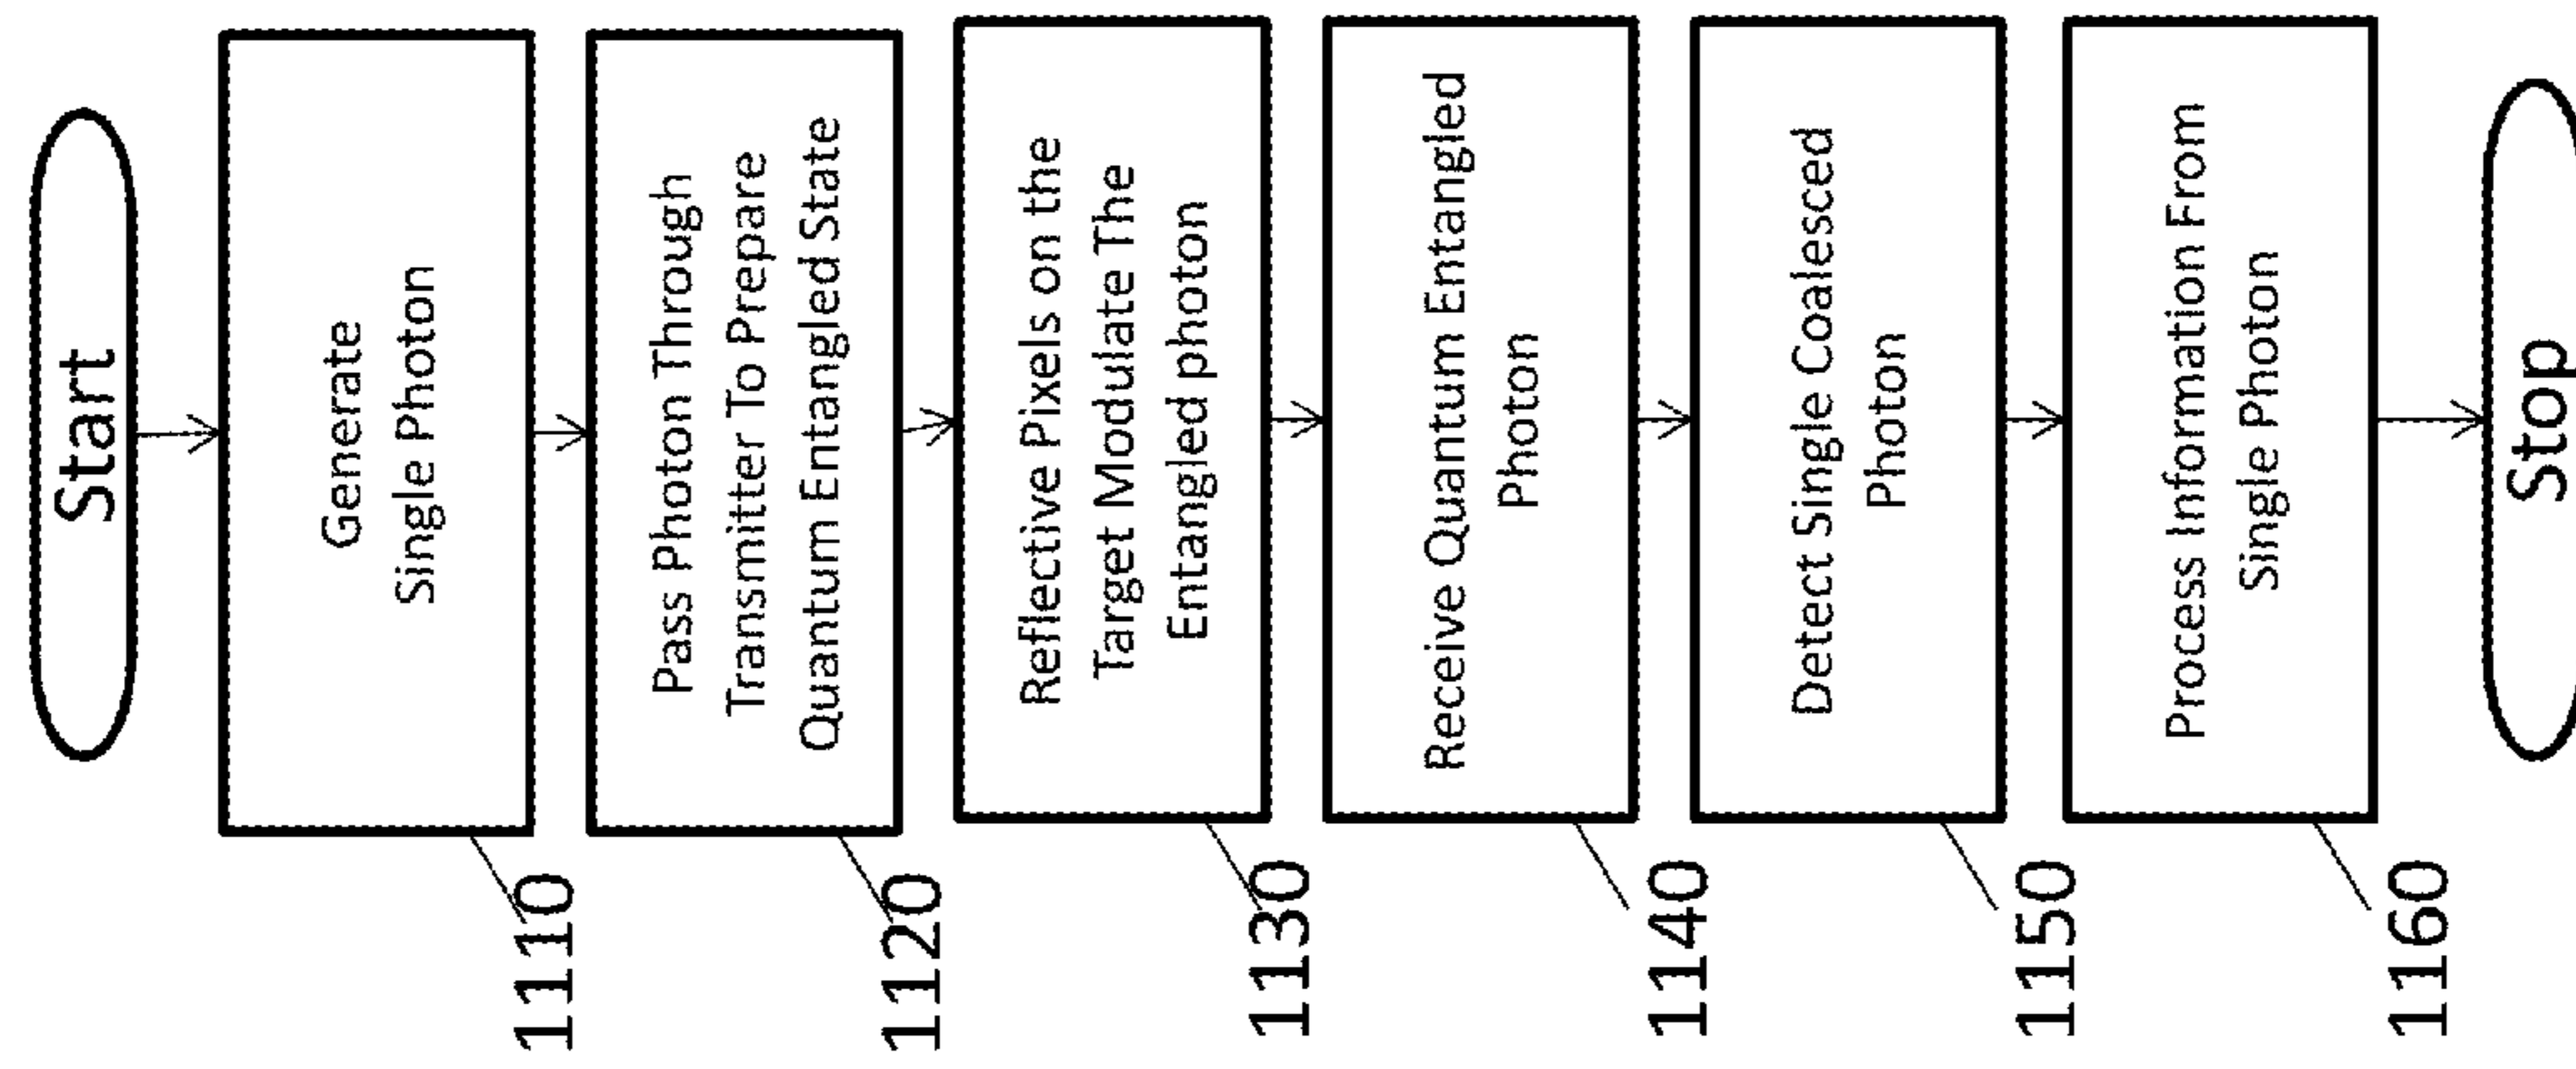 Start
Generate
Single Photon
1110
Pass Photon Through
Transmitter To Prepare
Quantum Entangled State
1120
Reflective Pixels on the
Target Modulate The
Entangled photon
1130
Receive Quantum Entangled
Photon
1140
Detect Single Coalesced
Photon
1150
Process Information From
Single Photon
1160
Stop